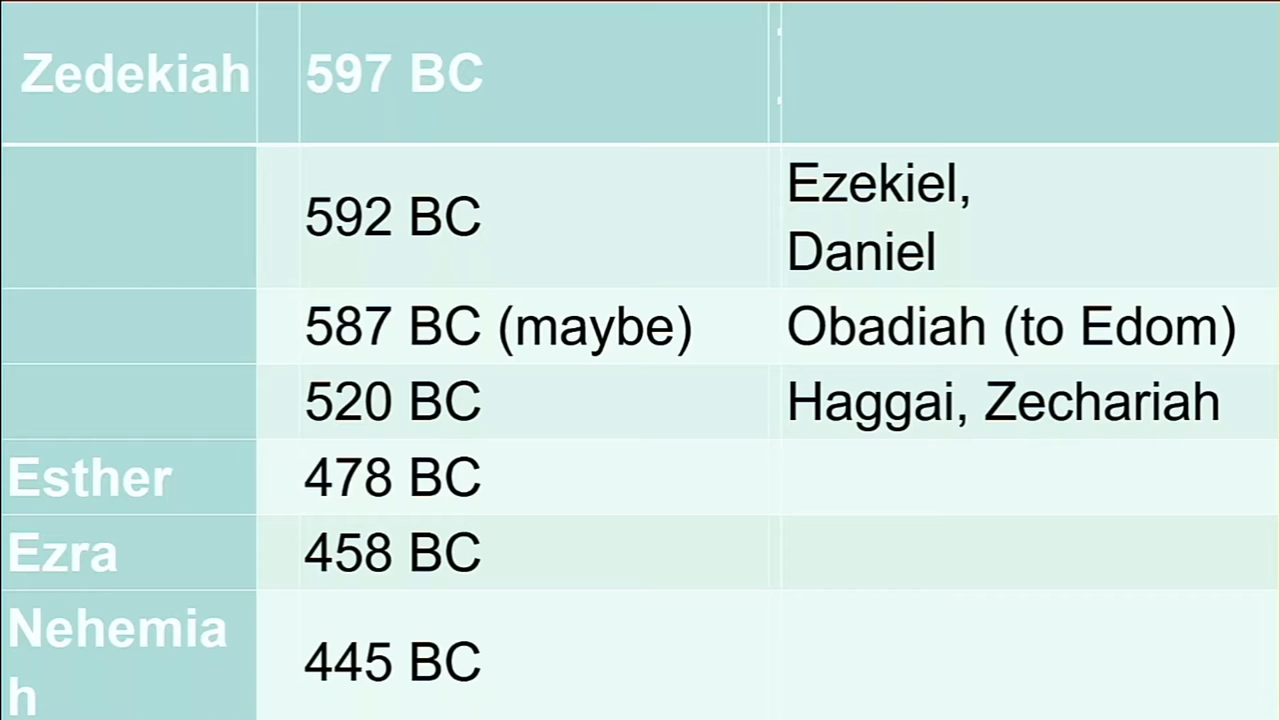 Zedekiah 597 BC
592 BC Ezekiel,
Daniel
587 BC (maybe) Obadiah (to Edom)
520 BC Haggai, Zechariah
Esther 478 BC
Ezra 458 BC
Nehemia
h 445 BC